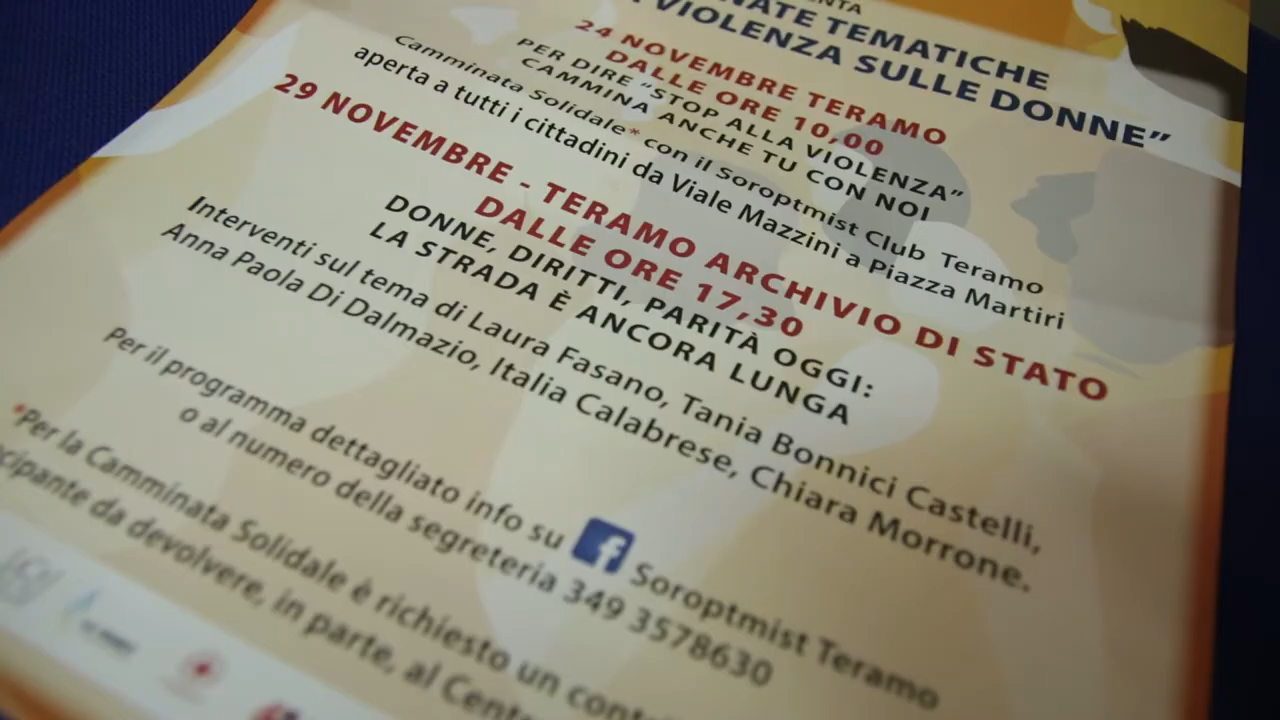 TEMATICHE
VIOLENZA SULLE DONNE”
24 NOVEMBRE TERAMO
DALLE ORE 10,00
PER DIRE “STOP ALLA VIOLENZA”
CAMMINA ANCHE TU CON NOI
Camminata Solidale* con il Soroptmist Club Teramo
aperta a tutti i cittadini da Viale Mazzini a Piazza Martiri
29 NOVEMBRE - TERAMO ARCHIVIO DI STATO
DALLE ORE 17,30
DONNE, DIRITTI, PARITÀ OGGI:
LA STRADA È ANCORA LUNGA
Interventi sul tema di Laura Fasano, Tania Bonnici Castelli,
Anna Paola Di Dalmazio, Italia Calabrese, Chiara Morrone.
Per il programma dettagliato info su f Soroptmist Teramo
o al numero della segreteria 349 3578630
*Per la Camminata Solidale è richiesto un
da devolvere, in parte, al